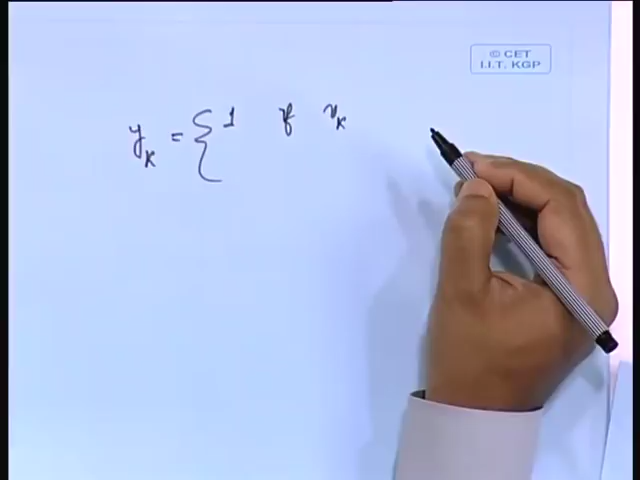 © CET
I.I.T. KGP
y_k = { 1 if v_k